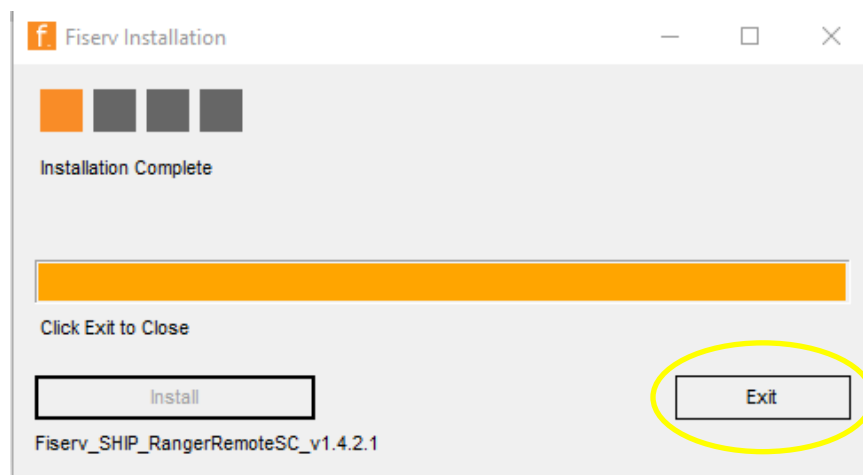 f.
Fiserv Installation
Installation Complete
Click Exit to Close
Install
Exit
Fiserv_SHIP_RangerRemoteSC_v1.4.2.1